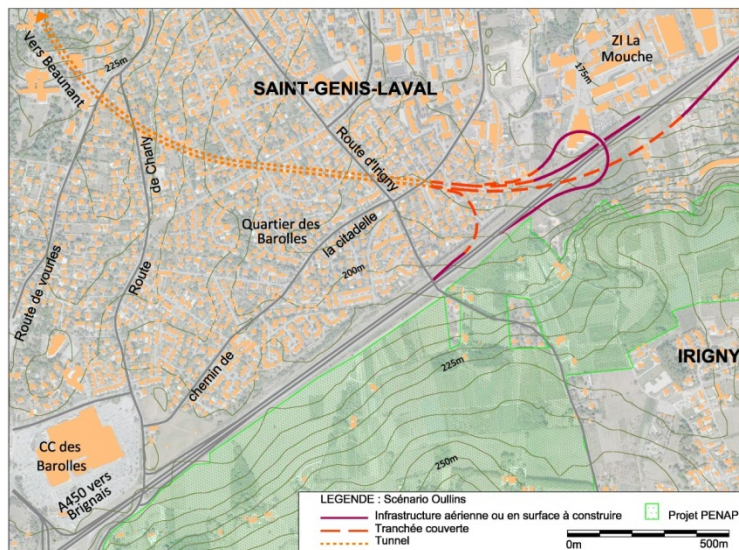 Vers Beaunant
225m
SAINT-GENIS-LAVAL
ZI La
Mouche
175m
Route d'Irigny
de Charly
Quartier des
Barolles
la citadelle
Route de vourles
Route
200m
chemin de
IRIGNY
225m
CC des
Barolles
A450 vers
Brignais
250m
LEGENDE : Scénario Oullins
Infrastructure aérienne ou en surface à construire
Projet PENAP
Tranchée couverte
Tunnel
0m
500m